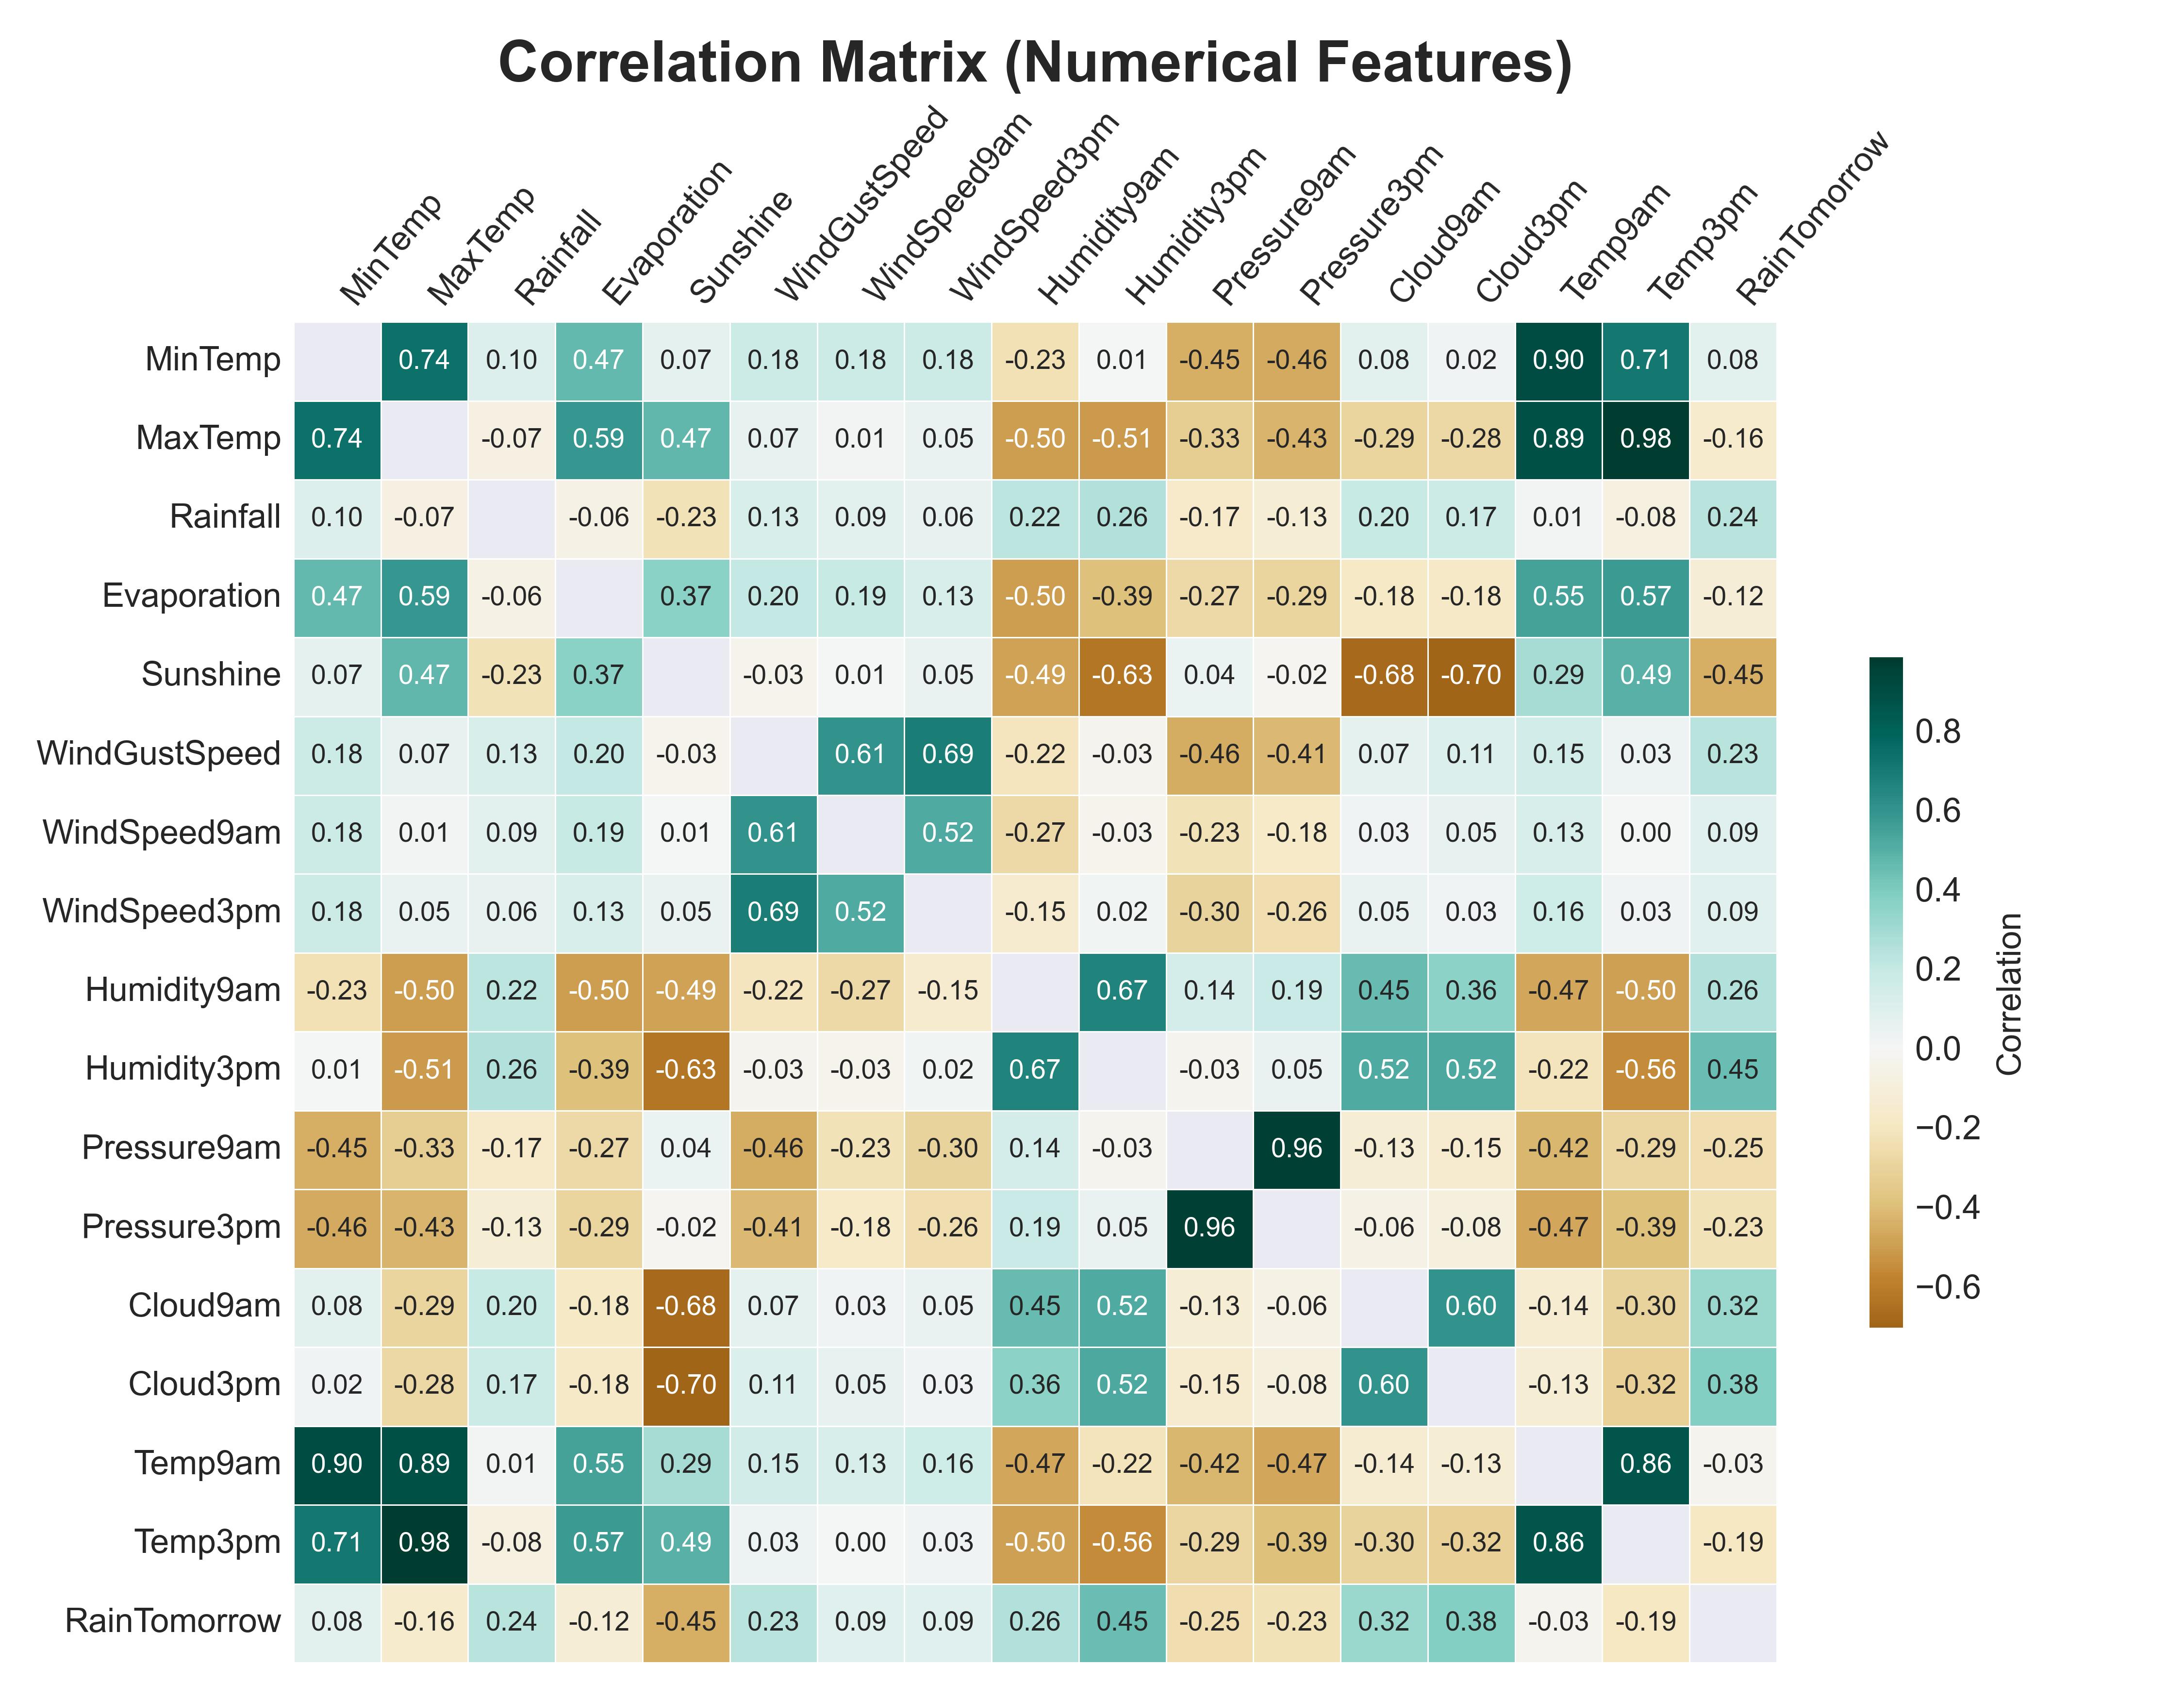 Correlation Matrix (Numerical Features)
MinTemp MaxTemp Rainfall Evaporation Sunshine WindGustSpeed WindSpeed9am WindSpeed3pm Humidity9am Humidity3pm Pressure9am Pressure3pm Cloud9am Cloud3pm Temp9am Temp3pm RainTomorrow
MinTemp 0.74 0.10 0.47 0.07 0.18 0.18 0.18 -0.23 0.01 -0.45 -0.46 0.08 0.02 0.90 0.71 0.08
MaxTemp 0.74 -0.07 0.59 0.47 0.07 0.01 0.05 -0.50 -0.51 -0.33 -0.43 -0.29 -0.28 0.89 0.98 -0.16
Rainfall 0.10 -0.07 -0.06 -0.23 0.13 0.09 0.06 0.22 0.26 -0.17 -0.13 0.20 0.17 0.01 -0.08 0.24
Evaporation 0.47 0.59 -0.06 0.37 0.20 0.19 0.13 -0.50 -0.39 -0.27 -0.29 -0.18 -0.18 0.55 0.57 -0.12
Sunshine 0.07 0.47 -0.23 0.37 -0.03 0.01 0.05 -0.49 -0.63 0.04 -0.02 -0.68 -0.70 0.29 0.49 -0.45
WindGustSpeed 0.18 0.07 0.13 0.20 -0.03 0.61 0.69 -0.22 -0.03 -0.46 -0.41 0.07 0.11 0.15 0.03 0.23
WindSpeed9am 0.18 0.01 0.09 0.19 0.01 0.61 0.52 -0.27 -0.03 -0.23 -0.18 0.03 0.05 0.13 0.00 0.09
WindSpeed3pm 0.18 0.05 0.06 0.13 0.05 0.69 0.52 -0.15 0.02 -0.30 -0.26 0.05 0.03 0.16 0.03 0.09
Humidity9am -0.23 -0.50 0.22 -0.50 -0.49 -0.22 -0.27 -0.15 0.67 0.14 0.19 0.45 0.36 -0.47 -0.50 0.26
Humidity3pm 0.01 -0.51 0.26 -0.39 -0.63 -0.03 -0.03 0.02 0.67 -0.03 0.05 0.52 0.52 -0.22 -0.56 0.45
Pressure9am -0.45 -0.33 -0.17 -0.27 0.04 -0.46 -0.23 -0.30 0.14 -0.03 0.96 -0.13 -0.15 -0.42 -0.29 -0.25
Pressure3pm -0.46 -0.43 -0.13 -0.29 -0.02 -0.41 -0.18 -0.26 0.19 0.05 0.96 -0.06 -0.08 -0.47 -0.39 -0.23
Cloud9am 0.08 -0.29 0.20 -0.18 -0.68 0.07 0.03 0.05 0.45 0.52 -0.13 -0.06 0.60 -0.14 -0.30 0.32
Cloud3pm 0.02 -0.28 0.17 -0.18 -0.70 0.11 0.05 0.03 0.36 0.52 -0.15 -0.08 0.60 -0.13 -0.32 0.38
Temp9am 0.90 0.89 0.01 0.55 0.29 0.15 0.13 0.16 -0.47 -0.22 -0.42 -0.47 -0.14 -0.13 0.86 -0.03
Temp3pm 0.71 0.98 -0.08 0.57 0.49 0.03 0.00 0.03 -0.50 -0.56 -0.29 -0.39 -0.30 -0.32 0.86 -0.19
RainTomorrow 0.08 -0.16 0.24 -0.12 -0.45 0.23 0.09 0.09 0.26 0.45 -0.25 -0.23 0.32 0.38 -0.03 -0.19
0.8
0.6
0.4
0.2
0.0
−0.2
−0.4
−0.6
Correlation